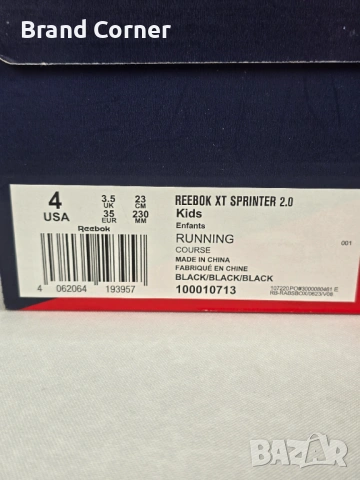 Brand Corner
4
USA
3.5
UK
35
EUR
23
CM
230
MM
REEBOK XT SPRINTER 2.0
Kids
Enfants
RUNNING
COURSE
001
MADE IN CHINA
FABRIQUÉ EN CHINE
BLACK/BLACK/BLACK
100010713
Reebok
4 062064 193957
bazar